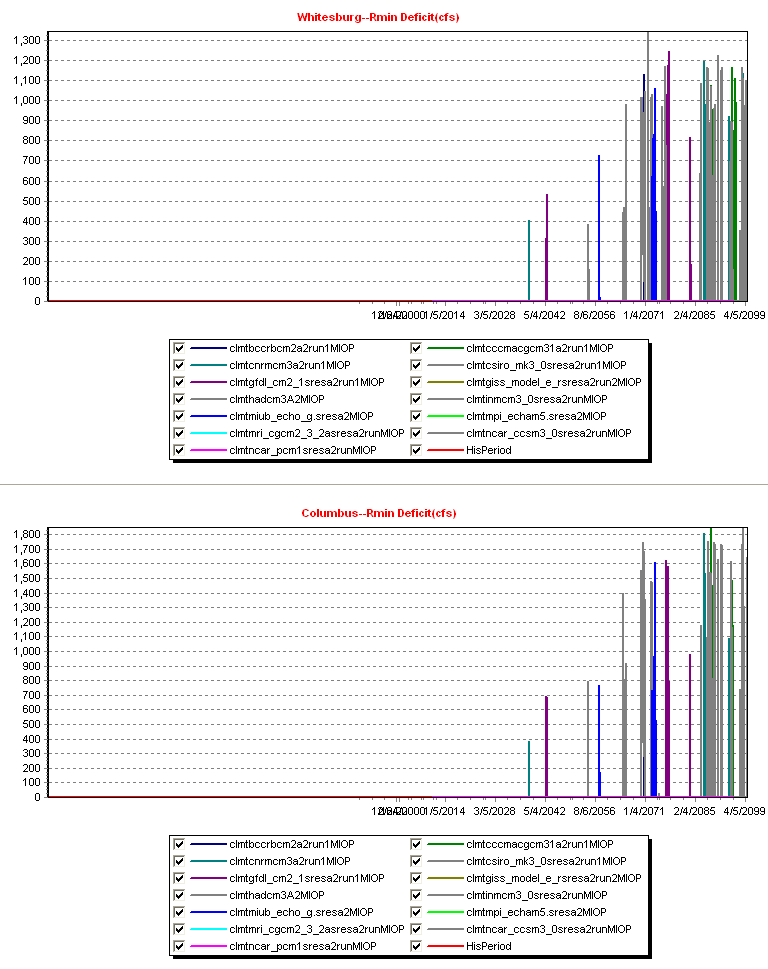 Whitesburg--Rmin Deficit(cfs)
1,300
1,200
1,100
1,000
900
800
700
600
500
400
300
200
100
0
1/5/2014 3/5/2028 5/4/2042 8/6/2056 1/4/2071 2/4/2085 4/5/2099
clmtbccrbcm2a2run1MIOP clmtcccmacgcm31a2run1MIOP
clmtcnrmcm3a2run1MIOP clmtcsiro_mk3_0sresa2run1MIOP
clmtgfdl_cm2_1sresa2run1MIOP clmtgiss_model_e_rsresa2run2MIOP
clmthadcm3A2MIOP clmtinmcm3_0sresa2runMIOP
clmtmiub_echo_g.sresa2MIOP clmtmpi_echam5.sresa2MIOP
clmtmri_cgcm2_3_2asresa2runMIOP clmtncar_ccsm3_0sresa2runMIOP
clmtncar_pcm1sresa2runMIOP HisPeriod
Columbus--Rmin Deficit(cfs)
1,800
1,700
1,600
1,500
1,400
1,300
1,200
1,100
1,000
900
800
700
600
500
400
300
200
100
0
1/5/2014 3/5/2028 5/4/2042 8/6/2056 1/4/2071 2/4/2085 4/5/2099
clmtbccrbcm2a2run1MIOP clmtcccmacgcm31a2run1MIOP
clmtcnrmcm3a2run1MIOP clmtcsiro_mk3_0sresa2run1MIOP
clmtgfdl_cm2_1sresa2run1MIOP clmtgiss_model_e_rsresa2run2MIOP
clmthadcm3A2MIOP clmtinmcm3_0sresa2runMIOP
clmtmiub_echo_g.sresa2MIOP clmtmpi_echam5.sresa2MIOP
clmtmri_cgcm2_3_2asresa2runMIOP clmtncar_ccsm3_0sresa2runMIOP
clmtncar_pcm1sresa2runMIOP HisPeriod